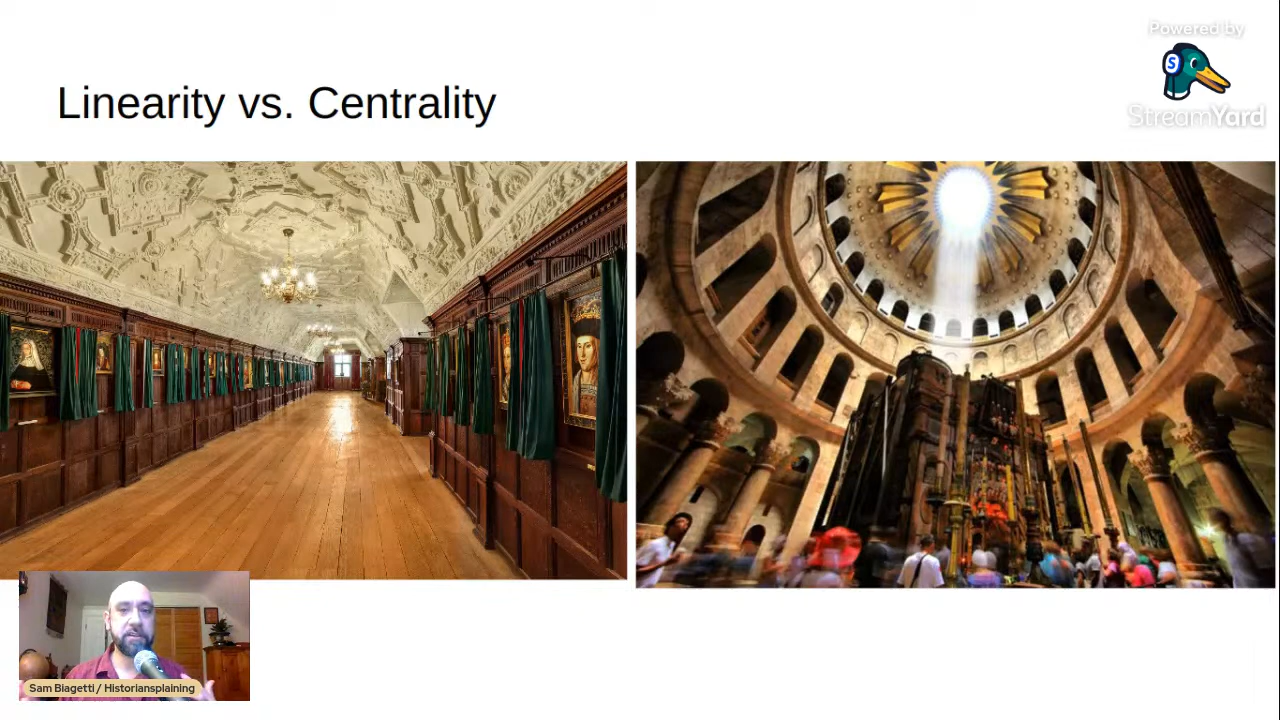 Powered by
S
StreamYard
Linearity vs. Centrality
Sam Biagetti / Historiansplaining